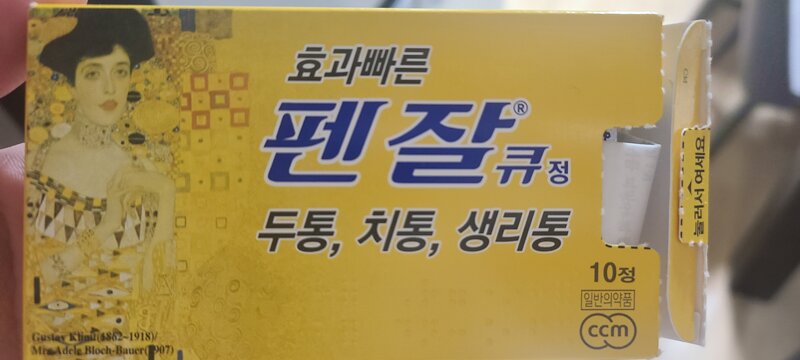 효과빠른
펜잘®큐정
두통, 치통, 생리통
10정
일반의약품
ccm
Gustav Klimt(1862~1918)/
Mrs Adele Bloch-Bauer(1907)